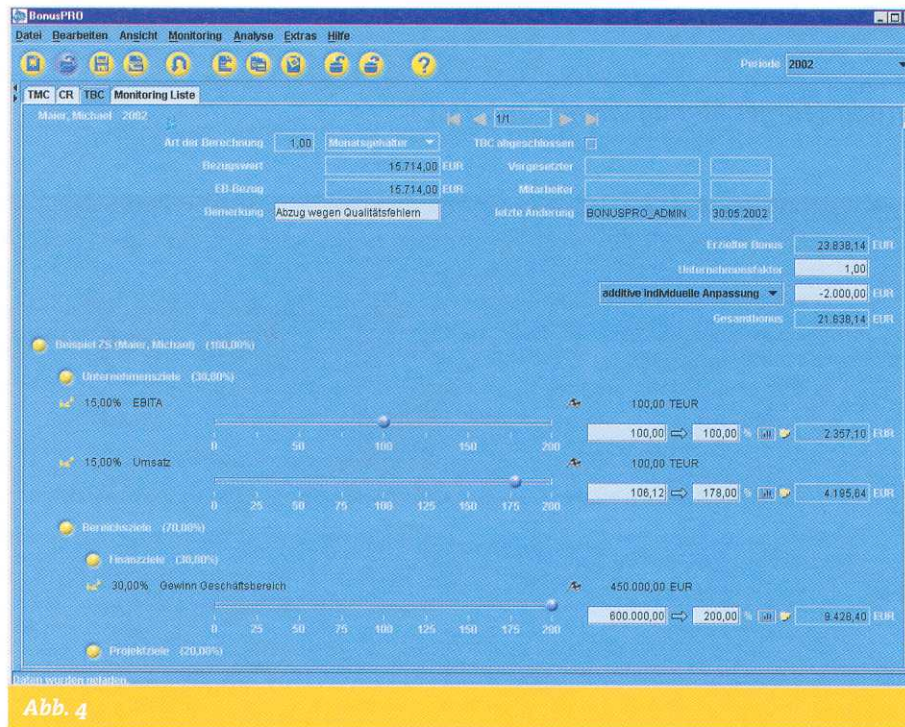 BonusPRO
Datei Bearbeiten Ansicht Monitoring Analyse Extras Hilfe
? Periode 2002
TMC CR TBC Monitoring Liste
Maier, Michael 2002 1/1
Art der Berechnung 1,00 Monatsgehälter TBC abgeschlossen
Bezugswert 15.714,00 EUR Vorgesetzter
EB-Bezug 15.714,00 EUR Mitarbeiter
Bemerkung Abzug wegen Qualitätsfehlern letzte Änderung BONUSPRO_ADMIN 30.05.2002
Erzielter Bonus 23.838,14 EUR
Unternehmensfaktor 1,00
additive individuelle Anpassung -2.000,00 EUR
Gesamtbonus 21.838,14 EUR
Beispiel ZS (Maier, Michael) (100,00%)
Unternehmensziele (30,00%)
15,00% EBITA 100,00 TEUR
100,00 100,00 % 2.357,10 EUR
0 50 100 150 200
15,00% Umsatz 100,00 TEUR
106,12 178,00 % 4.195,64 EUR
0 25 50 75 100 125 150 175 200
Bereichsziele (70,00%)
Finanzziele (30,00%)
30,00% Gewinn Geschäftsbereich 450.000,00 EUR
600.000,00 200,00 % 9.428,40 EUR
0 25 50 75 100 125 150 175 200
Projektziele (20,00%)
Daten wurden geladen.
Abb. 4